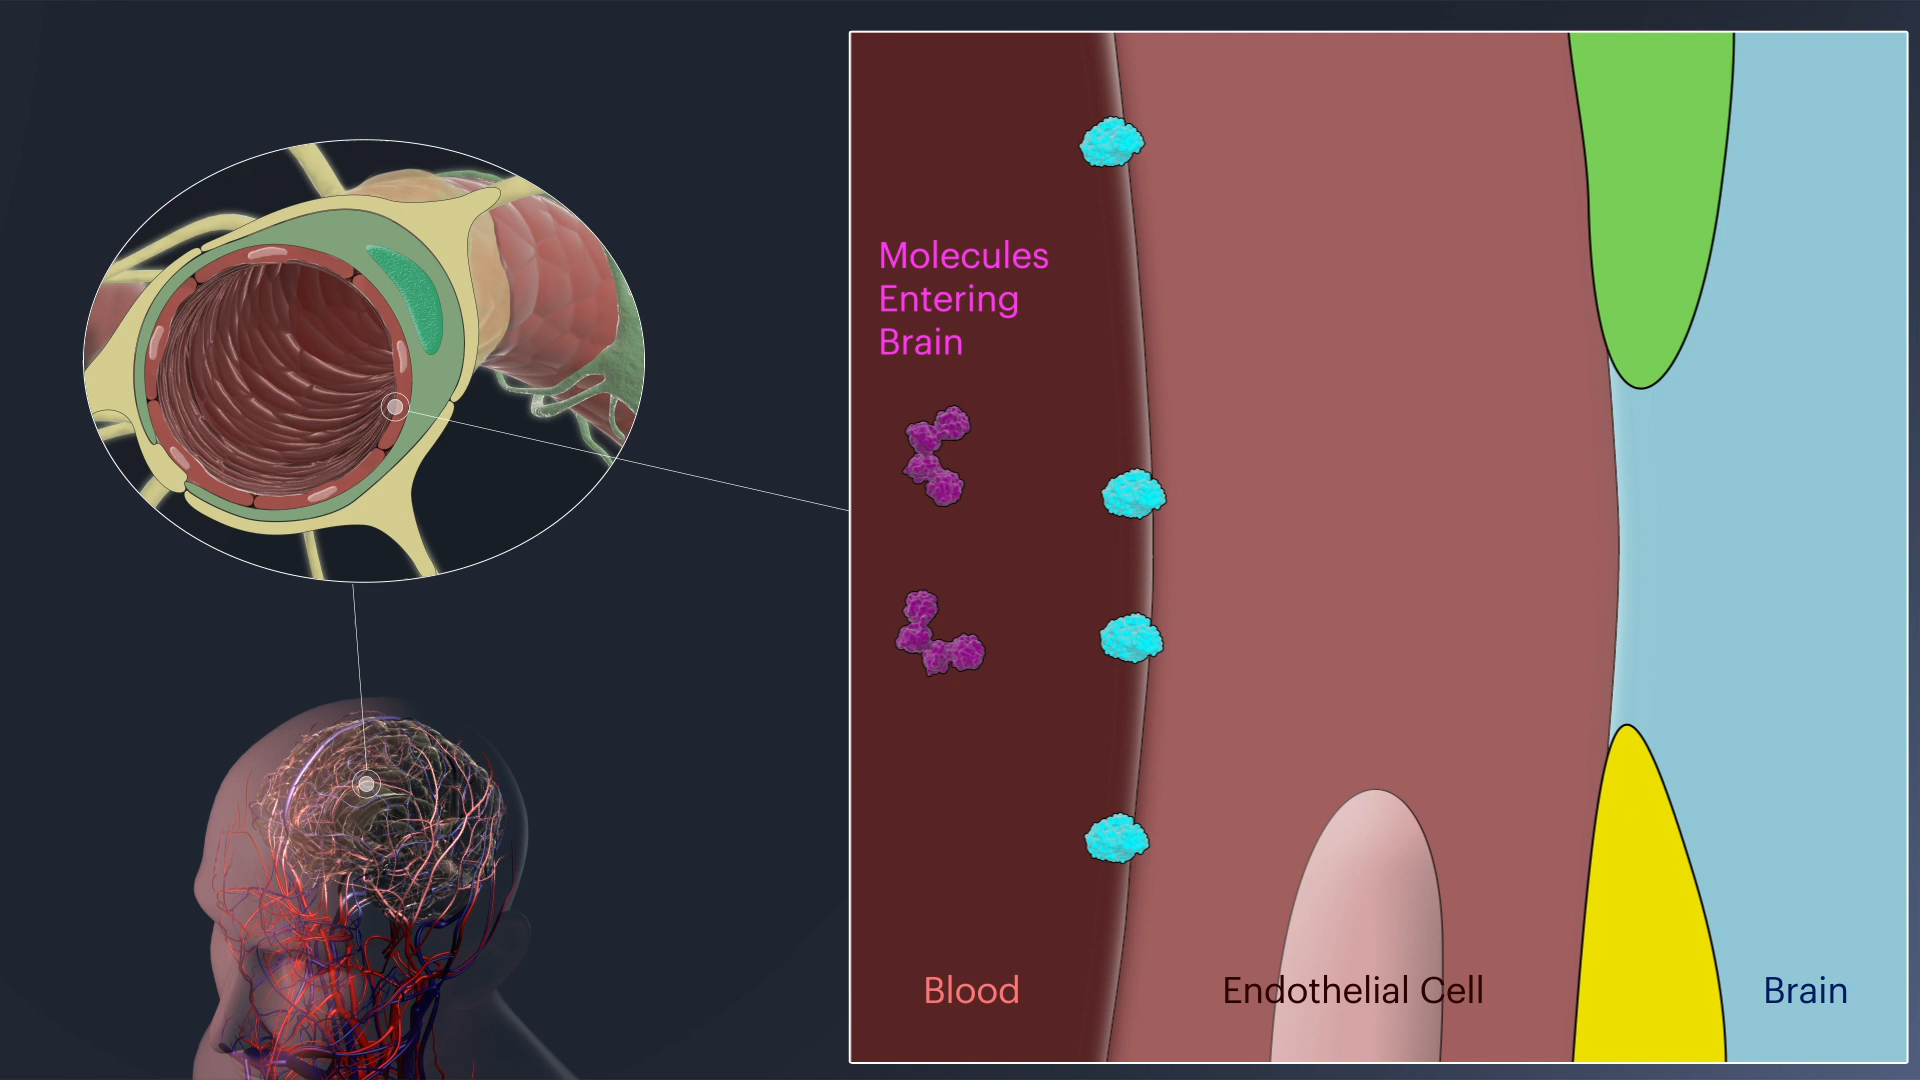 Molecules
Entering
Brain
Blood
Endothelial Cell
Brain